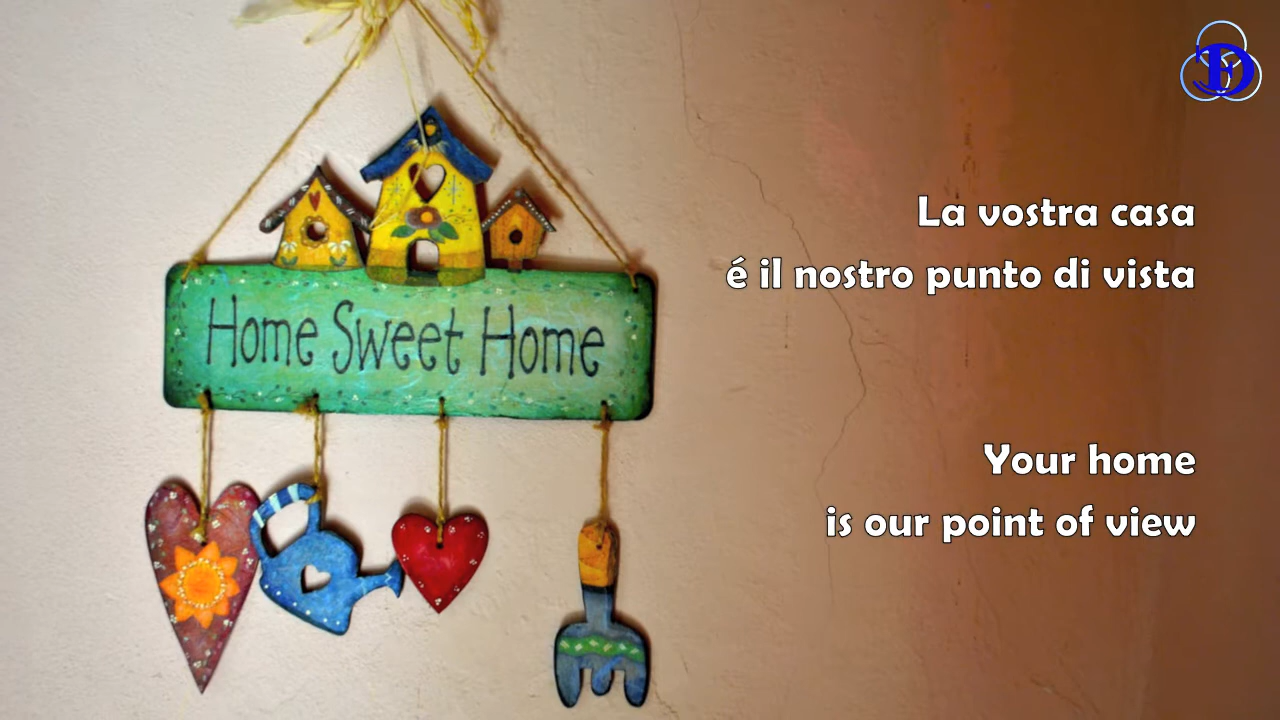 Home Sweet Home
La vostra casa
é il nostro punto di vista
Your home
is our point of view